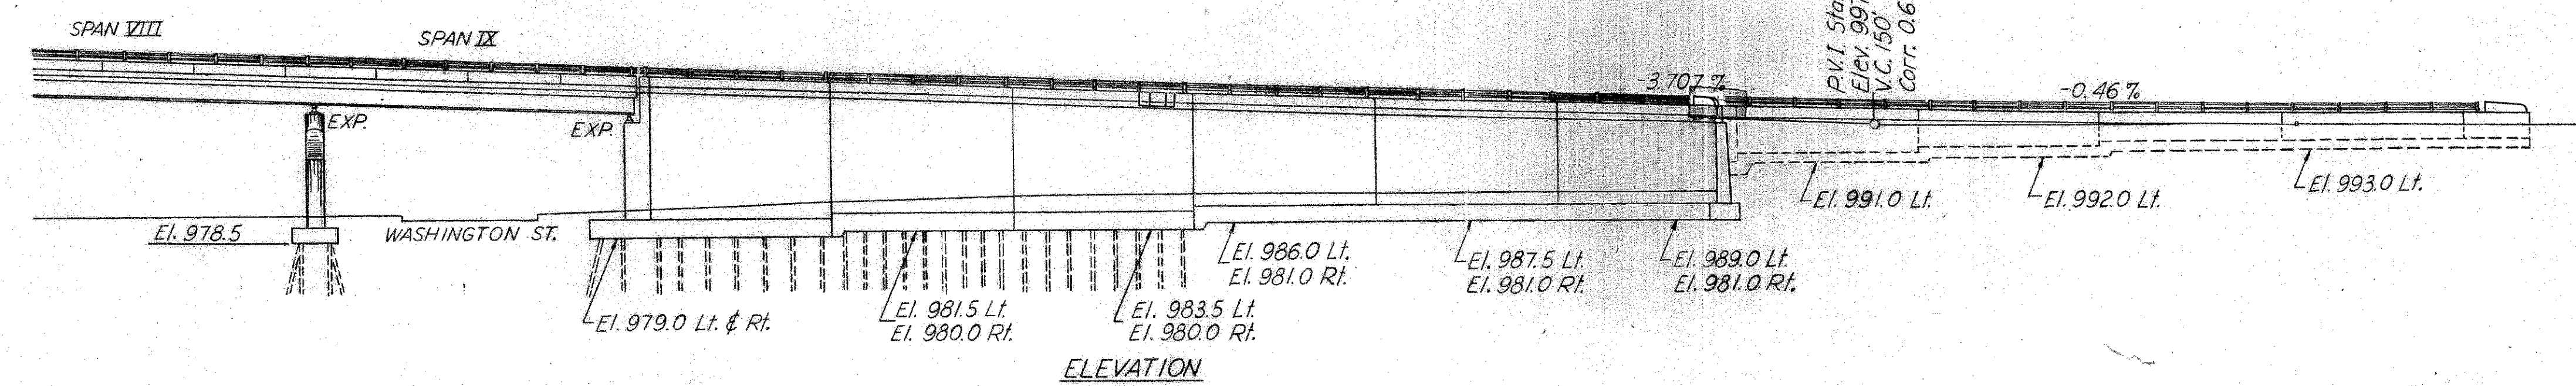 SPAN VIII
SPAN IX
EXP.
EXP.
El. 978.5
WASHINGTON ST.
El. 979.0 Lt. & Rt.
El. 981.5 Lt.
El. 980.0 Rt.
El. 983.5 Lt.
El. 980.0 Rt.
El. 986.0 Lt.
El. 981.0 Rt.
El. 987.5 Lt.
El. 981.0 Rt.
El. 989.0 Lt.
El. 981.0 Rt.
-3.707%
P.V.I. Sta
Elev. 997
V.C. 150'
Corr. 0.6
-0.46%
El. 991.0 Lt.
El. 992.0 Lt.
El. 993.0 Lt.
ELEVATION